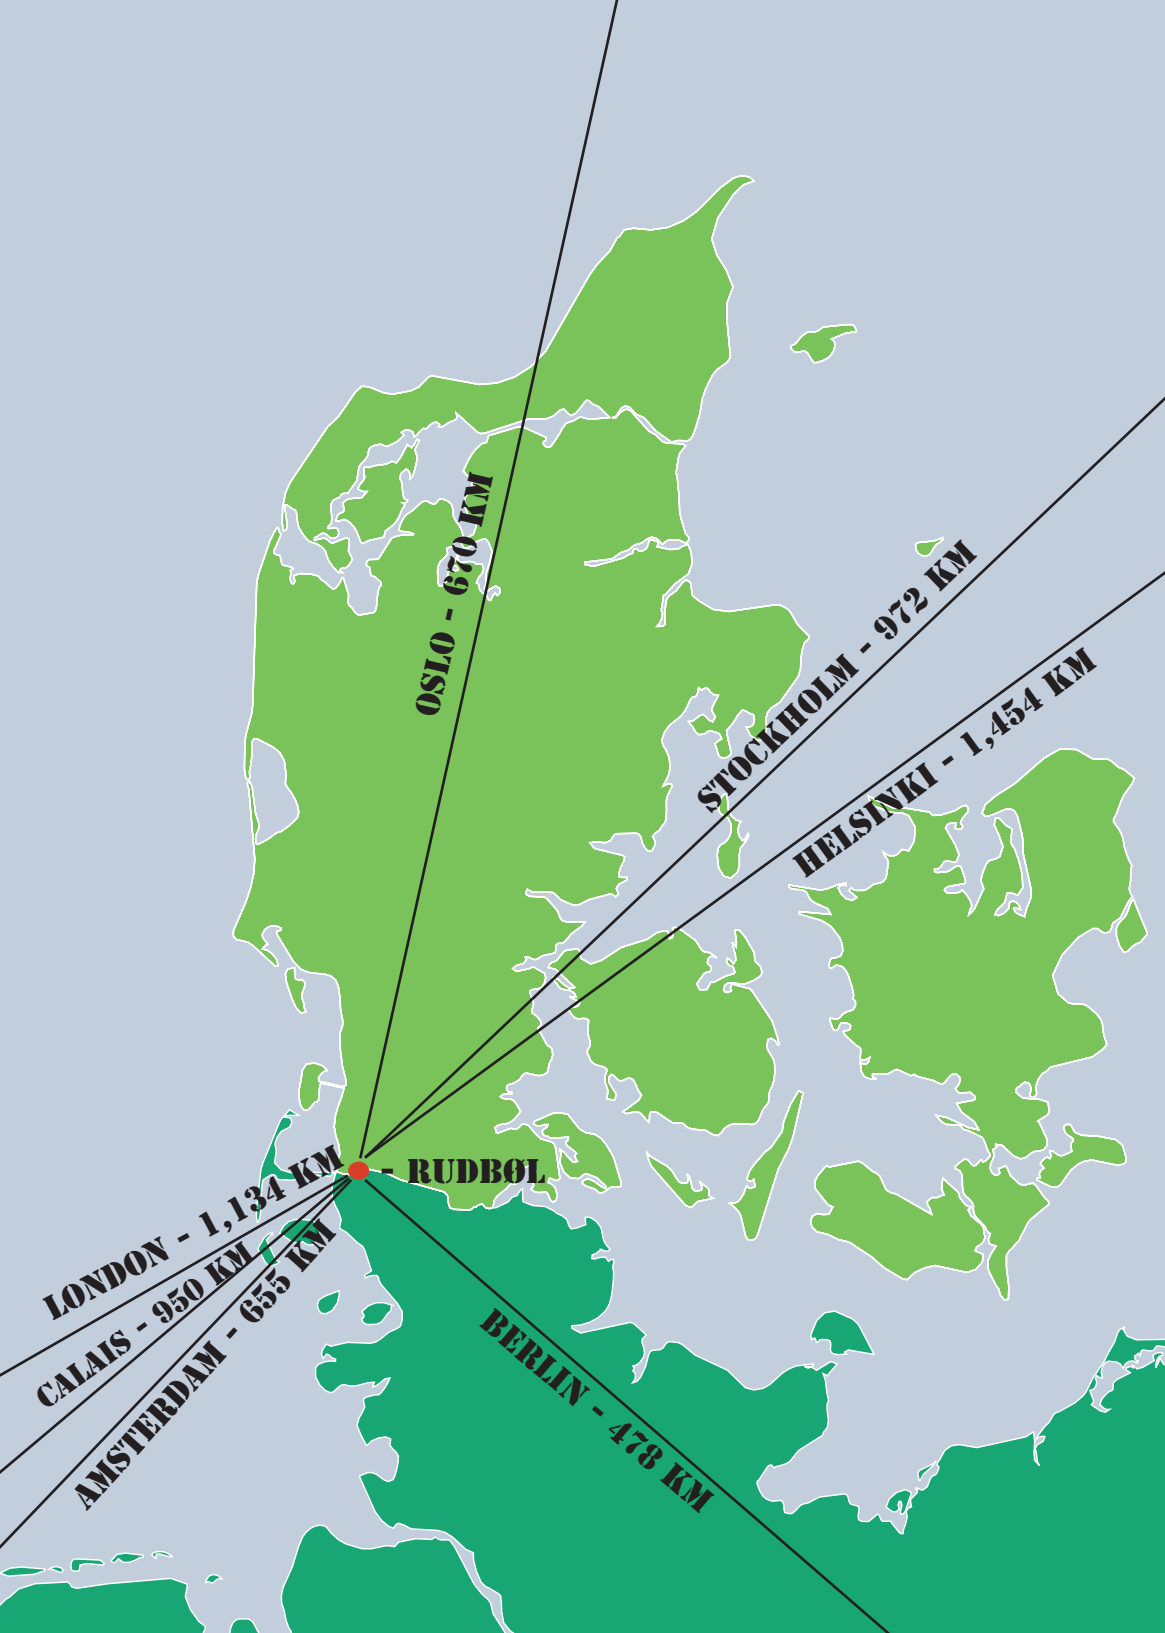 OSLO - 670 KM
STOCKHOLM - 972 KM
HELSINKI - 1,454 KM
- RUDBØL
LONDON - 1,134 KM
CALAIS - 950 KM
AMSTERDAM - 655 KM
BERLIN - 478 KM